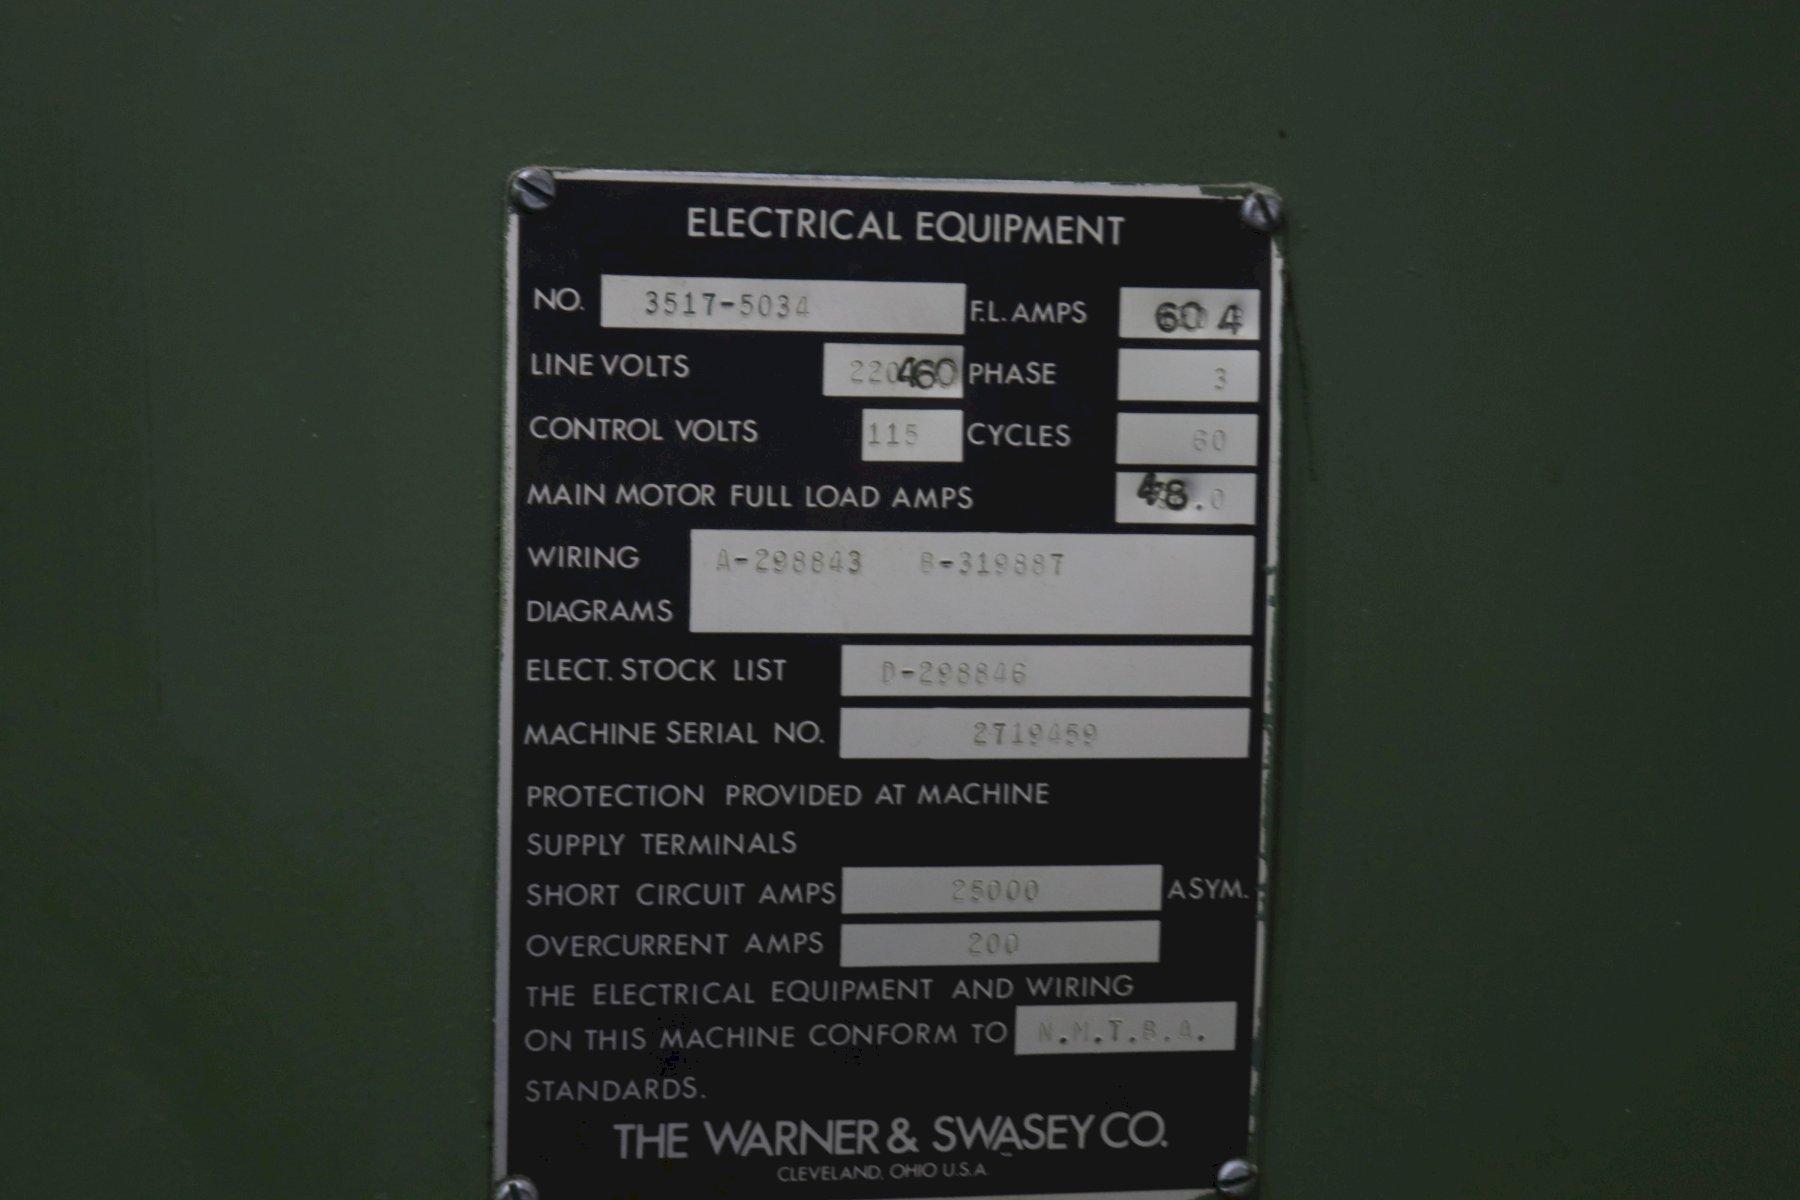 ELECTRICAL EQUIPMENT
NO. 3517-5034 F.L. AMPS 60 4
LINE VOLTS 460 PHASE 3
CONTROL VOLTS 115 CYCLES 60
MAIN MOTOR FULL LOAD AMPS 48.0
WIRING A-298843 B-319887
DIAGRAMS
ELECT. STOCK LIST D-298846
MACHINE SERIAL NO. 2719459
PROTECTION PROVIDED AT MACHINE
SUPPLY TERMINALS
SHORT CIRCUIT AMPS 25000 ASYM.
OVERCURRENT AMPS 200
THE ELECTRICAL EQUIPMENT AND WIRING
ON THIS MACHINE CONFORM TO N.M.T.B.A.
STANDARDS.
THE WARNER & SWASEY CO.
CLEVELAND, OHIO U.S.A.